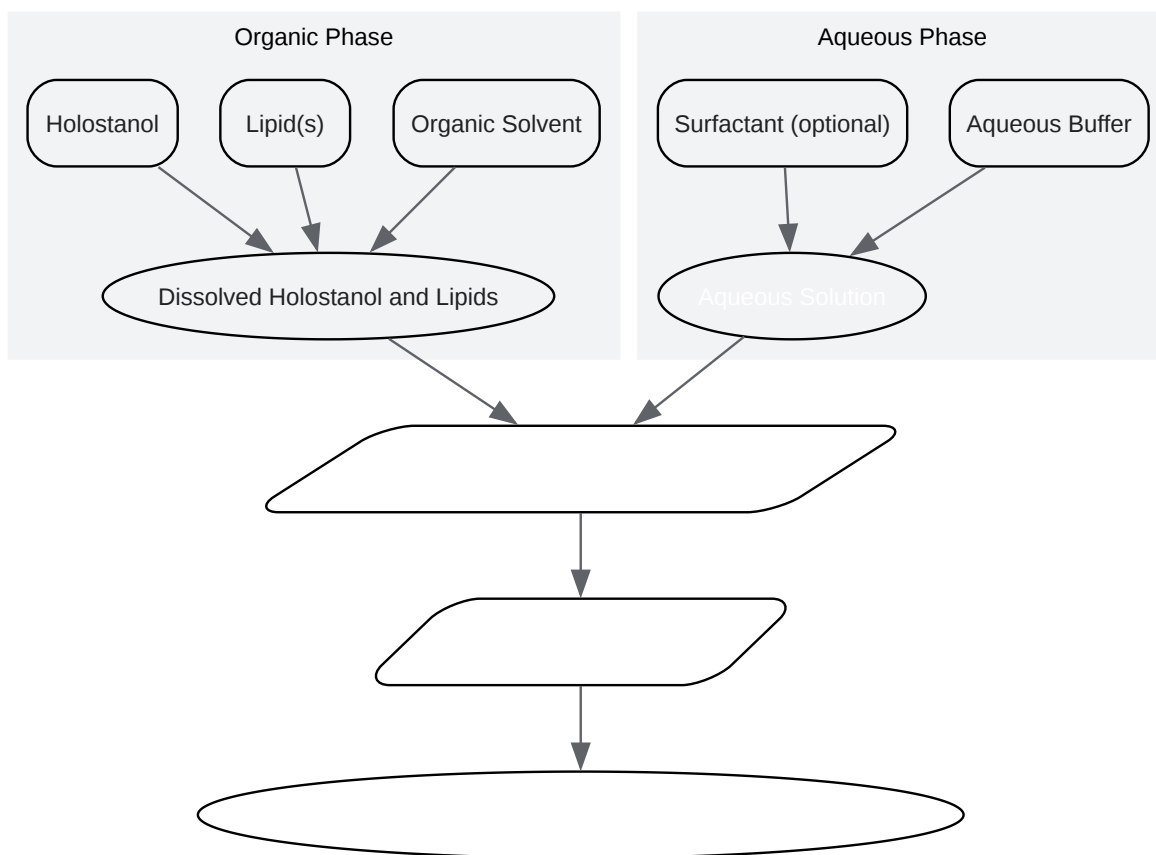 Organic Phase
Aqueous Phase
Holostanol
Lipid(s)
Organic Solvent
Surfactant (optional)
Aqueous Buffer
Dissolved Holostanol and Lipids
Aqueous Solution